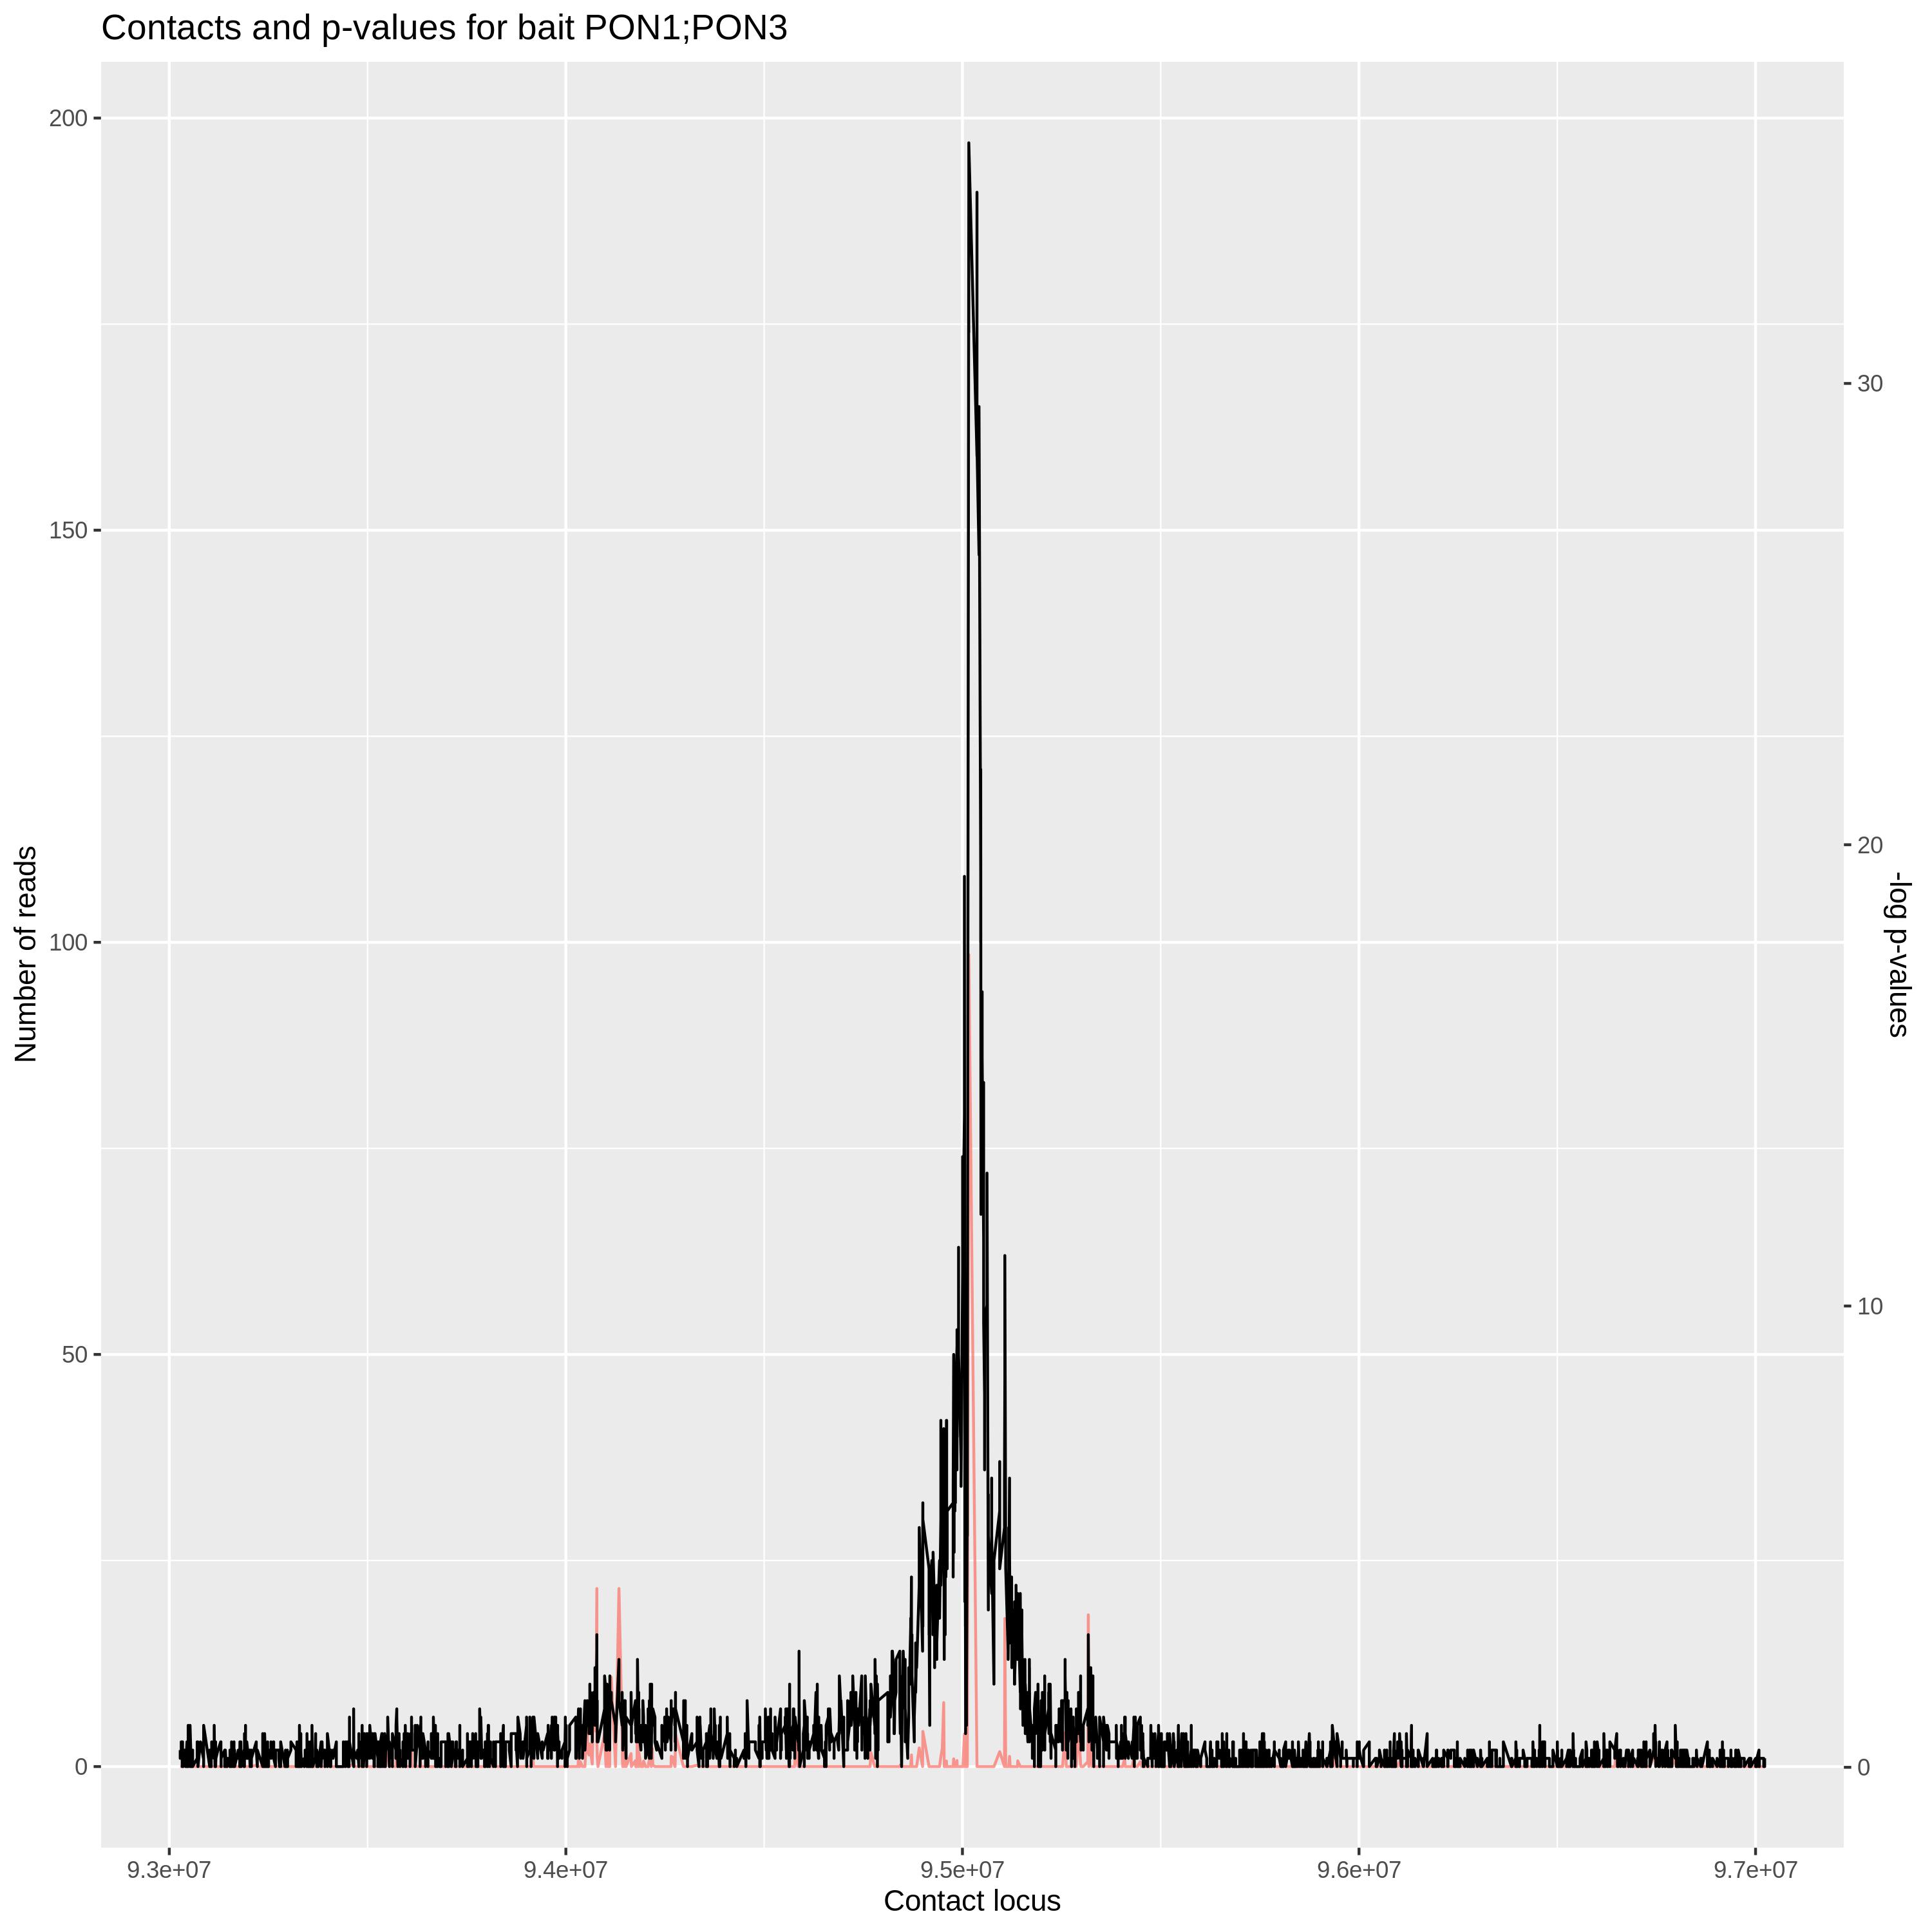 Contacts and p-values for bait PON1;PON3
200
150
100
50
0
Number of reads
30
20
10
0
-log p-values
9.3e+07
9.4e+07
9.5e+07
9.6e+07
9.7e+07
Contact locus